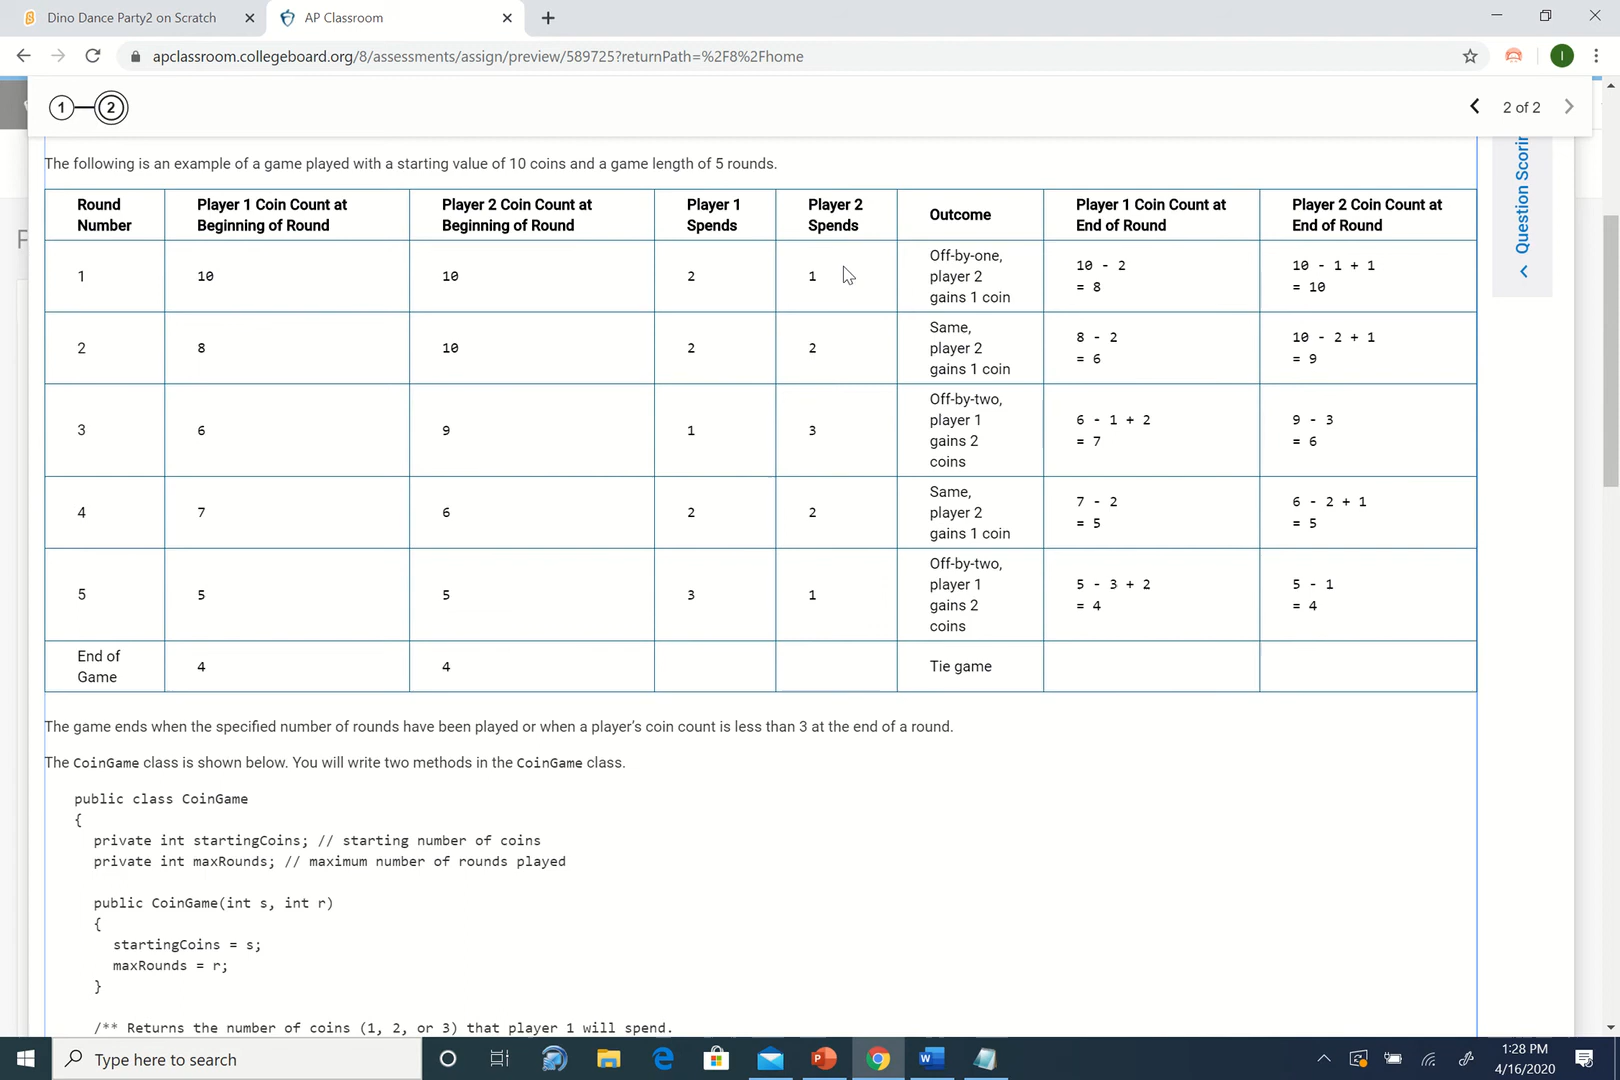 Dino Dance Party2 on Scratch
AP Classroom
apclassroom.collegeboard.org/8/assessments/assign/preview/589725?returnPath=%2F8%2Fhome
I
1
2
2 of 2
The following is an example of a game played with a starting value of 10 coins and a game length of 5 rounds.
Round Number Player 1 Coin Count at Beginning of Round Player 2 Coin Count at Beginning of Round Player 1 Spends Player 2 Spends Outcome Player 1 Coin Count at End of Round Player 2 Coin Count at End of Round
1 10 10 2 1 Off-by-one, player 2 gains 1 coin 10 - 2 = 8 10 - 1 + 1 = 10
2 8 10 2 2 Same, player 2 gains 1 coin 8 - 2 = 6 10 - 2 + 1 = 9
3 6 9 1 3 Off-by-two, player 1 gains 2 coins 6 - 1 + 2 = 7 9 - 3 = 6
4 7 6 2 2 Same, player 2 gains 1 coin 7 - 2 = 5 6 - 2 + 1 = 5
5 5 5 3 1 Off-by-two, player 1 gains 2 coins 5 - 3 + 2 = 4 5 - 1 = 4
End of Game 4 4 Tie game
The game ends when the specified number of rounds have been played or when a player's coin count is less than 3 at the end of a round.
The CoinGame class is shown below. You will write two methods in the CoinGame class.
public class CoinGame
{
private int startingCoins; // starting number of coins
private int maxRounds; // maximum number of rounds played
public CoinGame(int s, int r)
{
startingCoins = s;
maxRounds = r;
}
/** Returns the number of coins (1, 2, or 3) that player 1 will spend.
Question
Type here to search
1:28 PM
4/16/2020